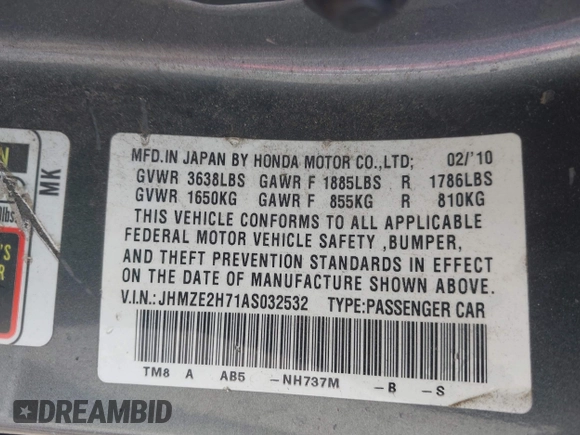 MFD.IN JAPAN BY HONDA MOTOR CO.,LTD; 02/'10
GVWR 3638LBS GAWR F 1885LBS R 1786LBS
GVWR 1650KG GAWR F 855KG R 810KG
THIS VEHICLE CONFORMS TO ALL APPLICABLE
FEDERAL MOTOR VEHICLE SAFETY ,BUMPER,
AND THEFT PREVENTION STANDARDS IN EFFECT
ON THE DATE OF MANUFACTURE SHOWN ABOVE.
V.I.N.:JHMZE2H71AS032532 TYPE:PASSENGER CAR
TM8 A AB5 -NH737M -B -S
MK
lbs
'S
ER
DREAMBID